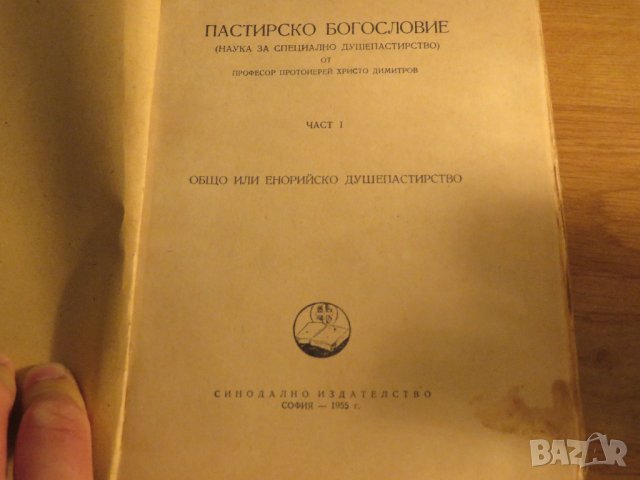 ПАСТИРСКО БОГОСЛОВИЕ
(НАУКА ЗА СПЕЦИАЛНО ДУШЕПАСТИРСТВО)
ОТ
ПРОФЕСОР ПРОТОИЕРЕЙ ХРИСТО ДИМИТРОВ
ЧАСТ I
ОБЩО ИЛИ ЕНОРИЙСКО ДУШЕПАСТИРСТВО
СИНОДАЛНО ИЗДАТЕЛСТВО
СОФИЯ — 1955 г.
BAZAR